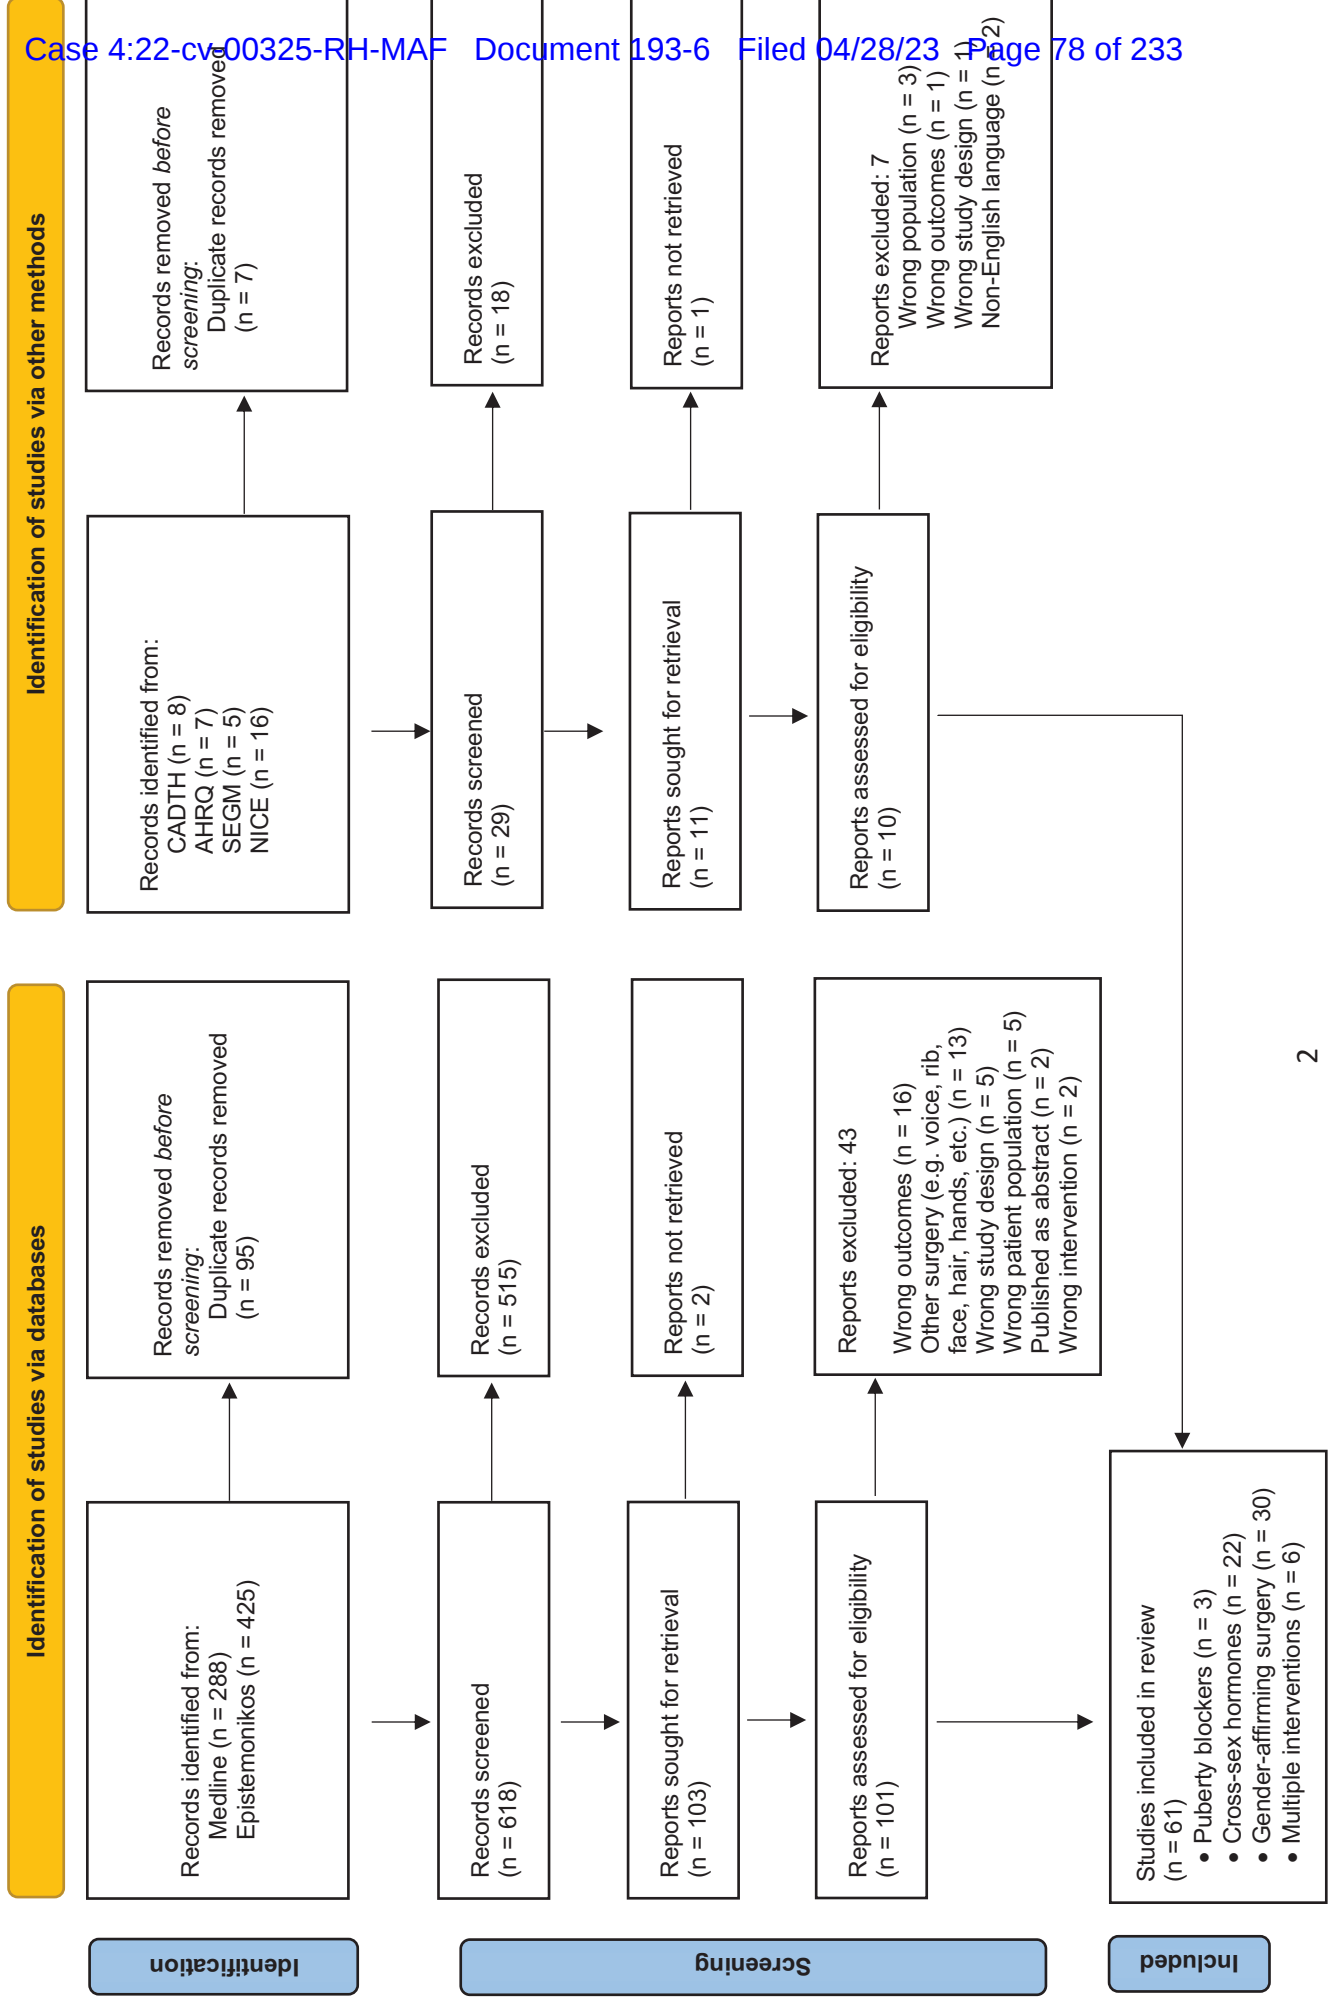 Case 4:22-cv-00325-RH-MAF Document 193-6 Filed 04/28/23 Page 78 of 233
Identification of studies via databases
Identification of studies via other methods
Identification
Records identified from:
Medline (n = 288)
Epistemonikos (n = 425)
Records removed before
screening:
Duplicate records removed
(n = 95)
Records identified from:
CADTH (n = 8)
AHRQ (n = 7)
SEGM (n = 5)
NICE (n = 16)
Records removed before
screening:
Duplicate records removed
(n = 7)
Screening
Records screened
(n = 618)
Records excluded
(n = 515)
Records screened
(n = 29)
Records excluded
(n = 18)
Reports sought for retrieval
(n = 103)
Reports not retrieved
(n = 2)
Reports sought for retrieval
(n = 11)
Reports not retrieved
(n = 1)
Reports assessed for eligibility
(n = 101)
Reports excluded: 43
Wrong outcomes (n = 16)
Other surgery (e.g. voice, rib,
face, hair, hands, etc.) (n = 13)
Wrong study design (n = 5)
Wrong patient population (n = 5)
Published as abstract (n = 2)
Wrong intervention (n = 2)
Reports assessed for eligibility
(n = 10)
Reports excluded: 7
Wrong population (n = 3)
Wrong outcomes (n = 1)
Wrong study design (n = 1)
Non-English language (n = 2)
Included
Studies included in review
(n = 61)
• Puberty blockers (n = 3)
• Cross-sex hormones (n = 22)
• Gender-affirming surgery (n = 30)
• Multiple interventions (n = 6)
2